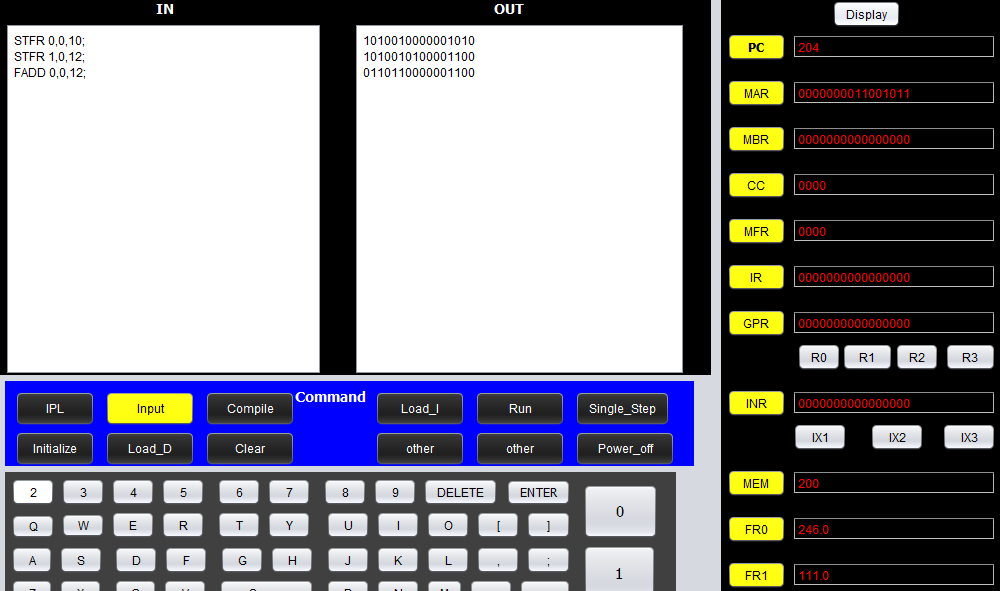 IN OUT Display
STFR 0,0,10;
STFR 1,0,12;
FADD 0,0,12;
1010010000001010
1010010100001100
0110110000001100
PC 204
MAR 0000000011001011
MBR 0000000000000000
CC 0000
MFR 0000
IR 0000000000000000
GPR 0000000000000000
R0 R1 R2 R3
INR 0000000000000000
IX1 IX2 IX3
MEM 200
FR0 246.0
FR1 111.0
Command
IPL Input Compile Load_I Run Single_Step
Initialize Load_D Clear other other Power_off
2 3 4 5 6 7 8 9 DELETE ENTER
0
Q W E R T Y U I O [ ]
A S D F G H J K L , ;
1